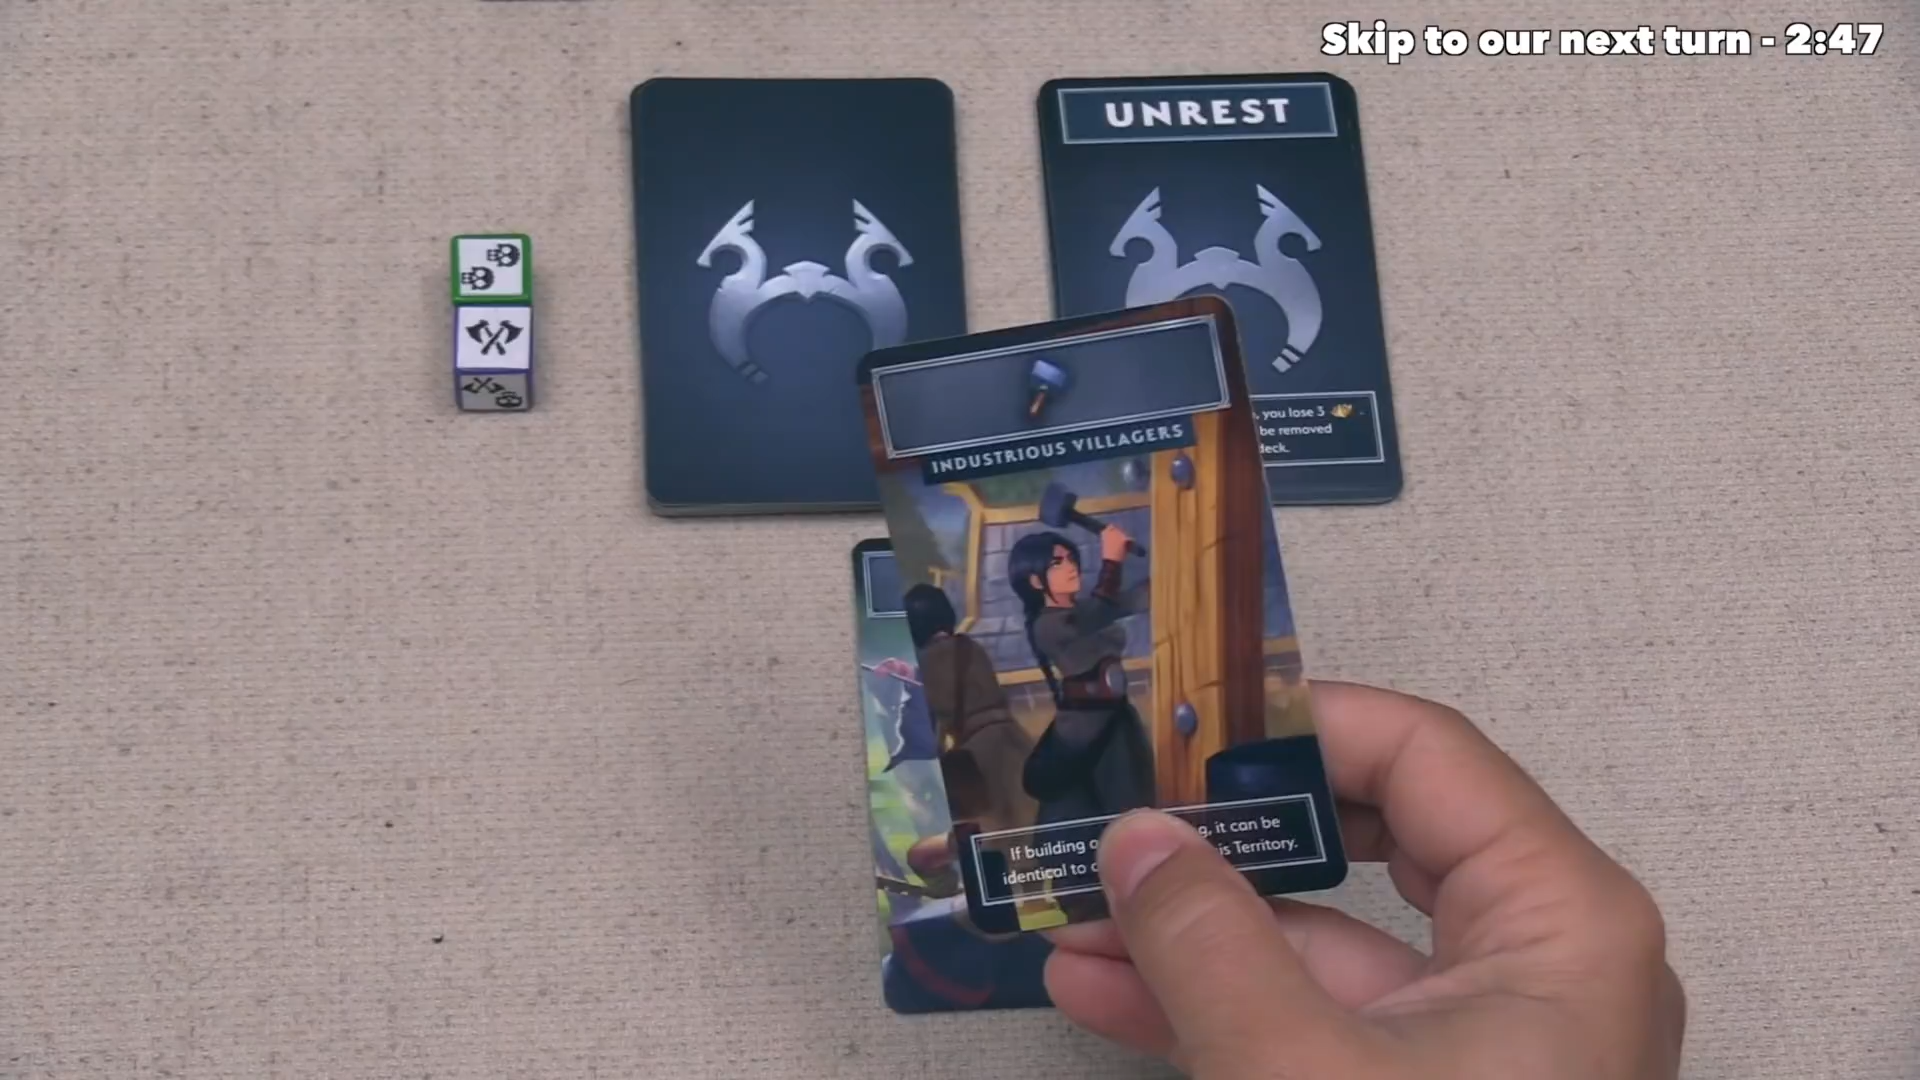 Skip to our next turn - 2:47
UNREST
, you lose 3
be removed
deck.
INDUSTRIOUS VILLAGERS
If building , it can be
identical to Territory.